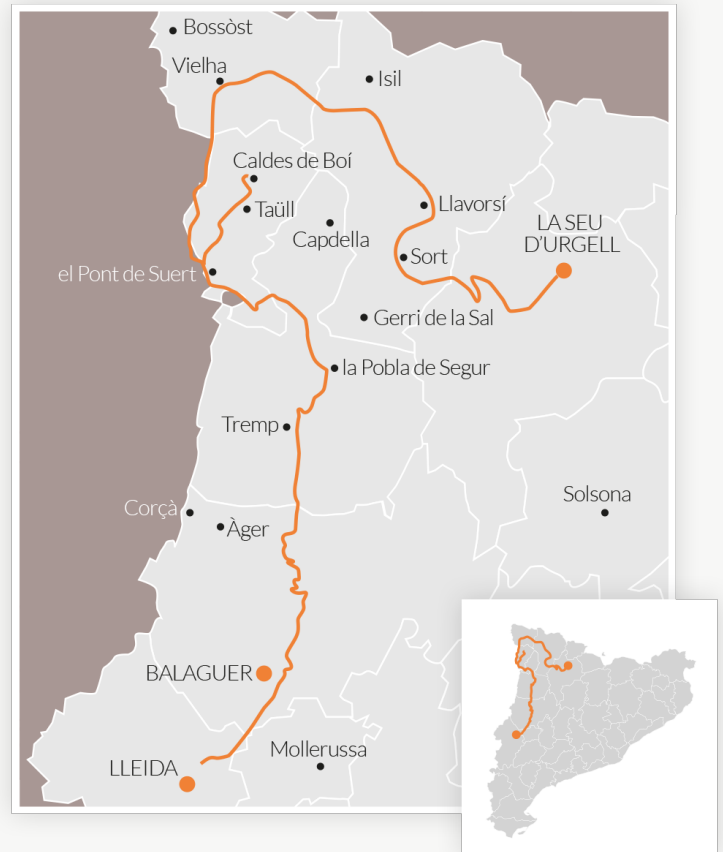 Bossòst
Vielha
Isil
Caldes de Boí
Taüll
Llavorsí
Capdella
LA SEU
D'URGELL
Sort
el Pont de Suert
Gerri de la Sal
la Pobla de Segur
Tremp
Solsona
Corçà
Àger
BALAGUER
Mollerussa
LLEIDA